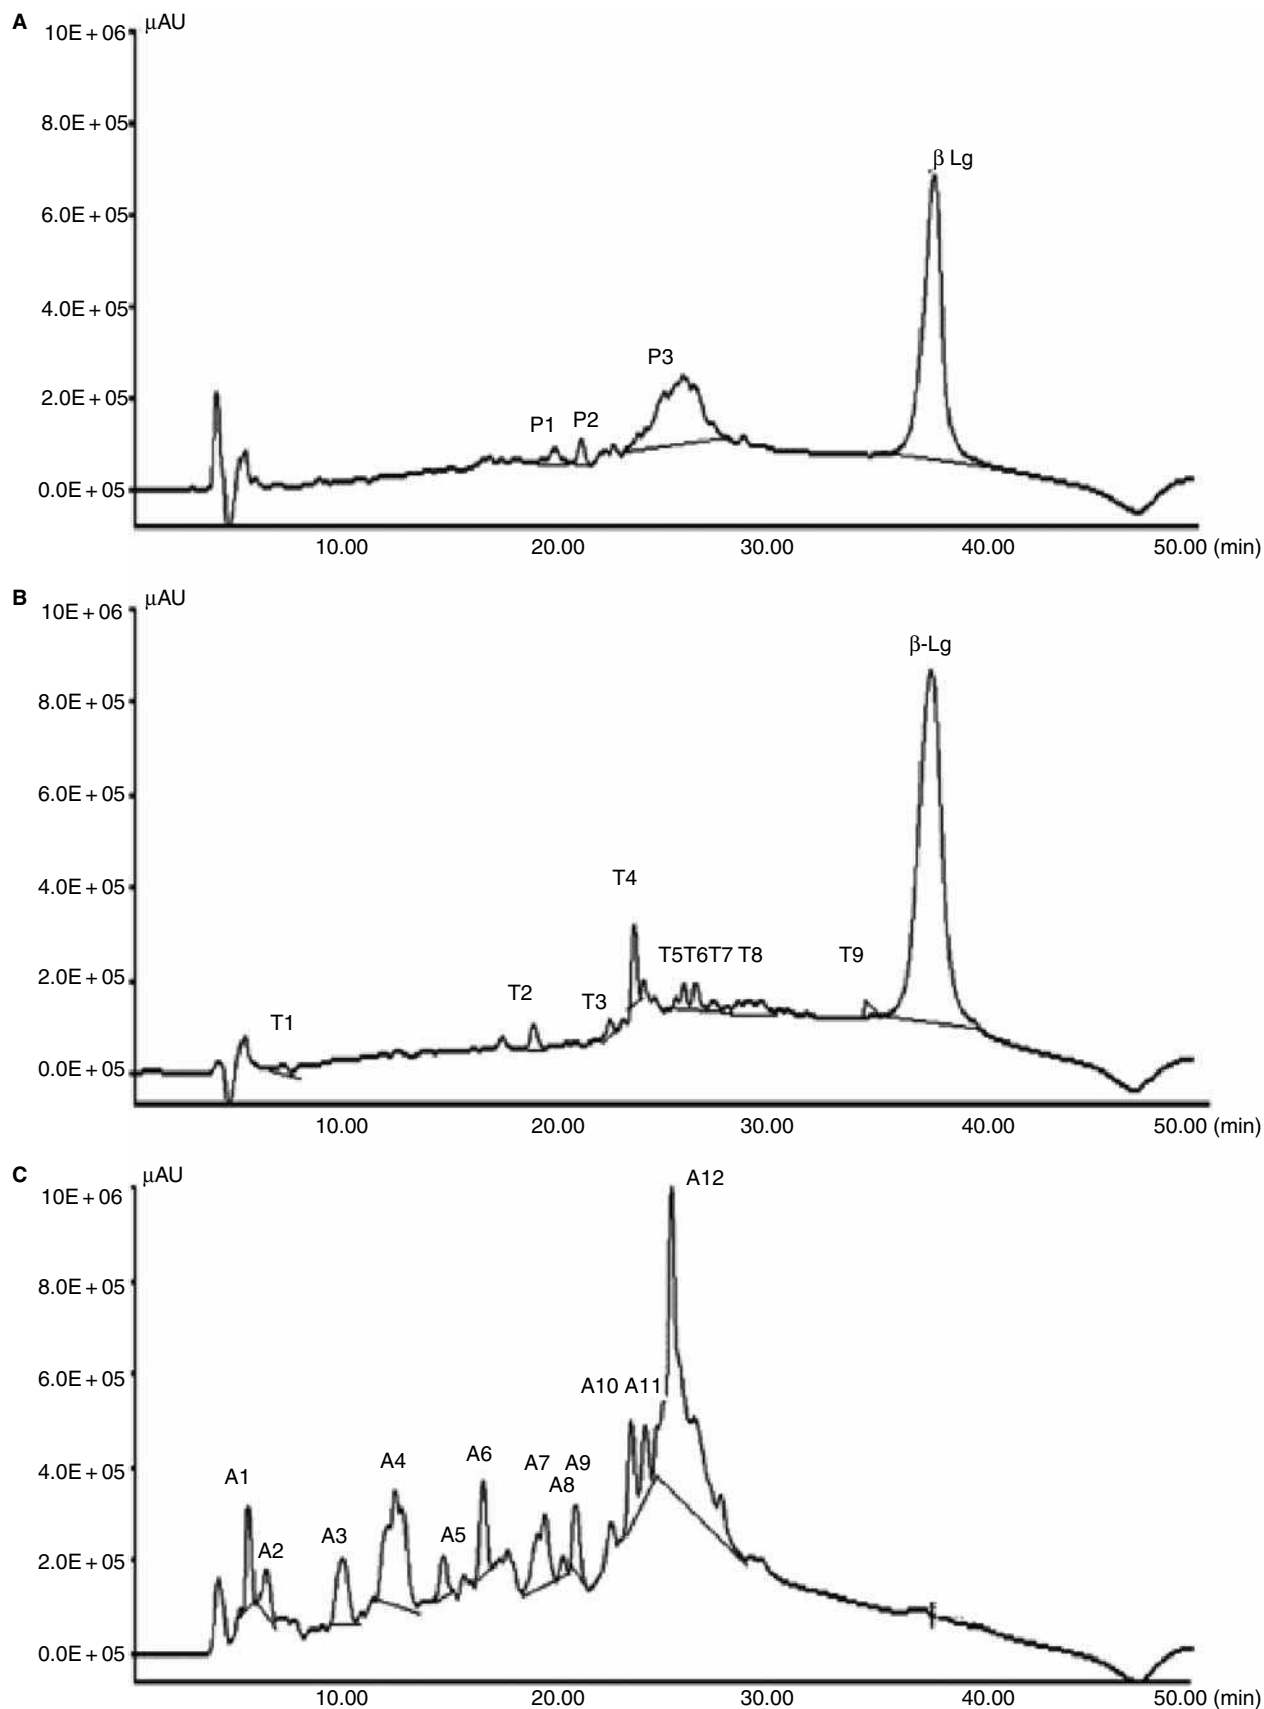 A
μAU
10E + 06
8.0E + 05
6.0E + 05
4.0E + 05
2.0E + 05
0.0E + 05
β Lg
P3
P1 P2
10.00 20.00 30.00 40.00 50.00 (min)
B
μAU
10E + 06
8.0E + 05
6.0E + 05
4.0E + 05
2.0E + 05
0.0E + 05
β-Lg
T4
T5T6T7 T8 T9
T1 T2 T3
10.00 20.00 30.00 40.00 50.00 (min)
C
μAU
10E + 06
8.0E + 05
6.0E + 05
4.0E + 05
2.0E + 05
0.0E + 05
A12
A10 A11
A1 A2 A3 A4 A5 A6 A7 A8 A9
10.00 20.00 30.00 40.00 50.00 (min)